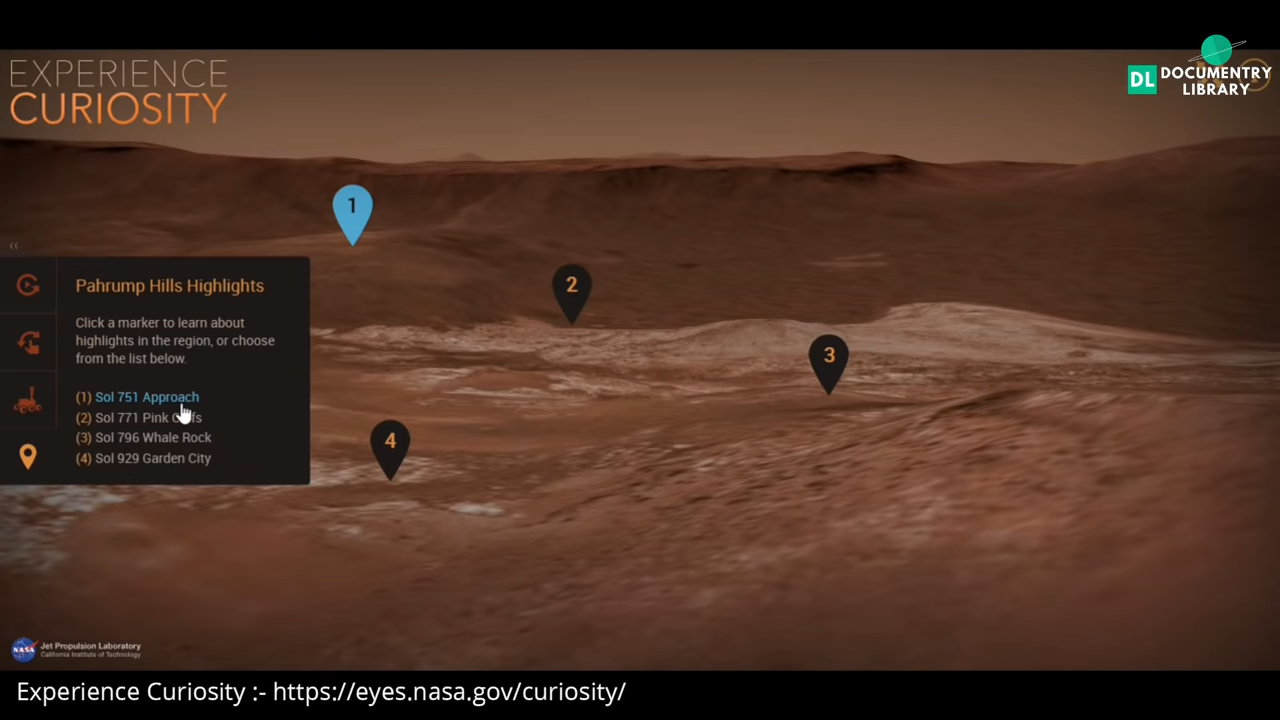 EXPERIENCE
CURIOSITY
DL DOCUMENTRY
LIBRARY
1
2
3
4
Pahrump Hills Highlights
Click a marker to learn about
highlights in the region, or choose
from the list below.
(1) Sol 751 Approach
(2) Sol 771 Pink
(3) Sol 796 Whale Rock
(4) Sol 929 Garden City
NASA
Jet Propulsion Laboratory
California Institute of Technology
Experience Curiosity :- https://eyes.nasa.gov/curiosity/